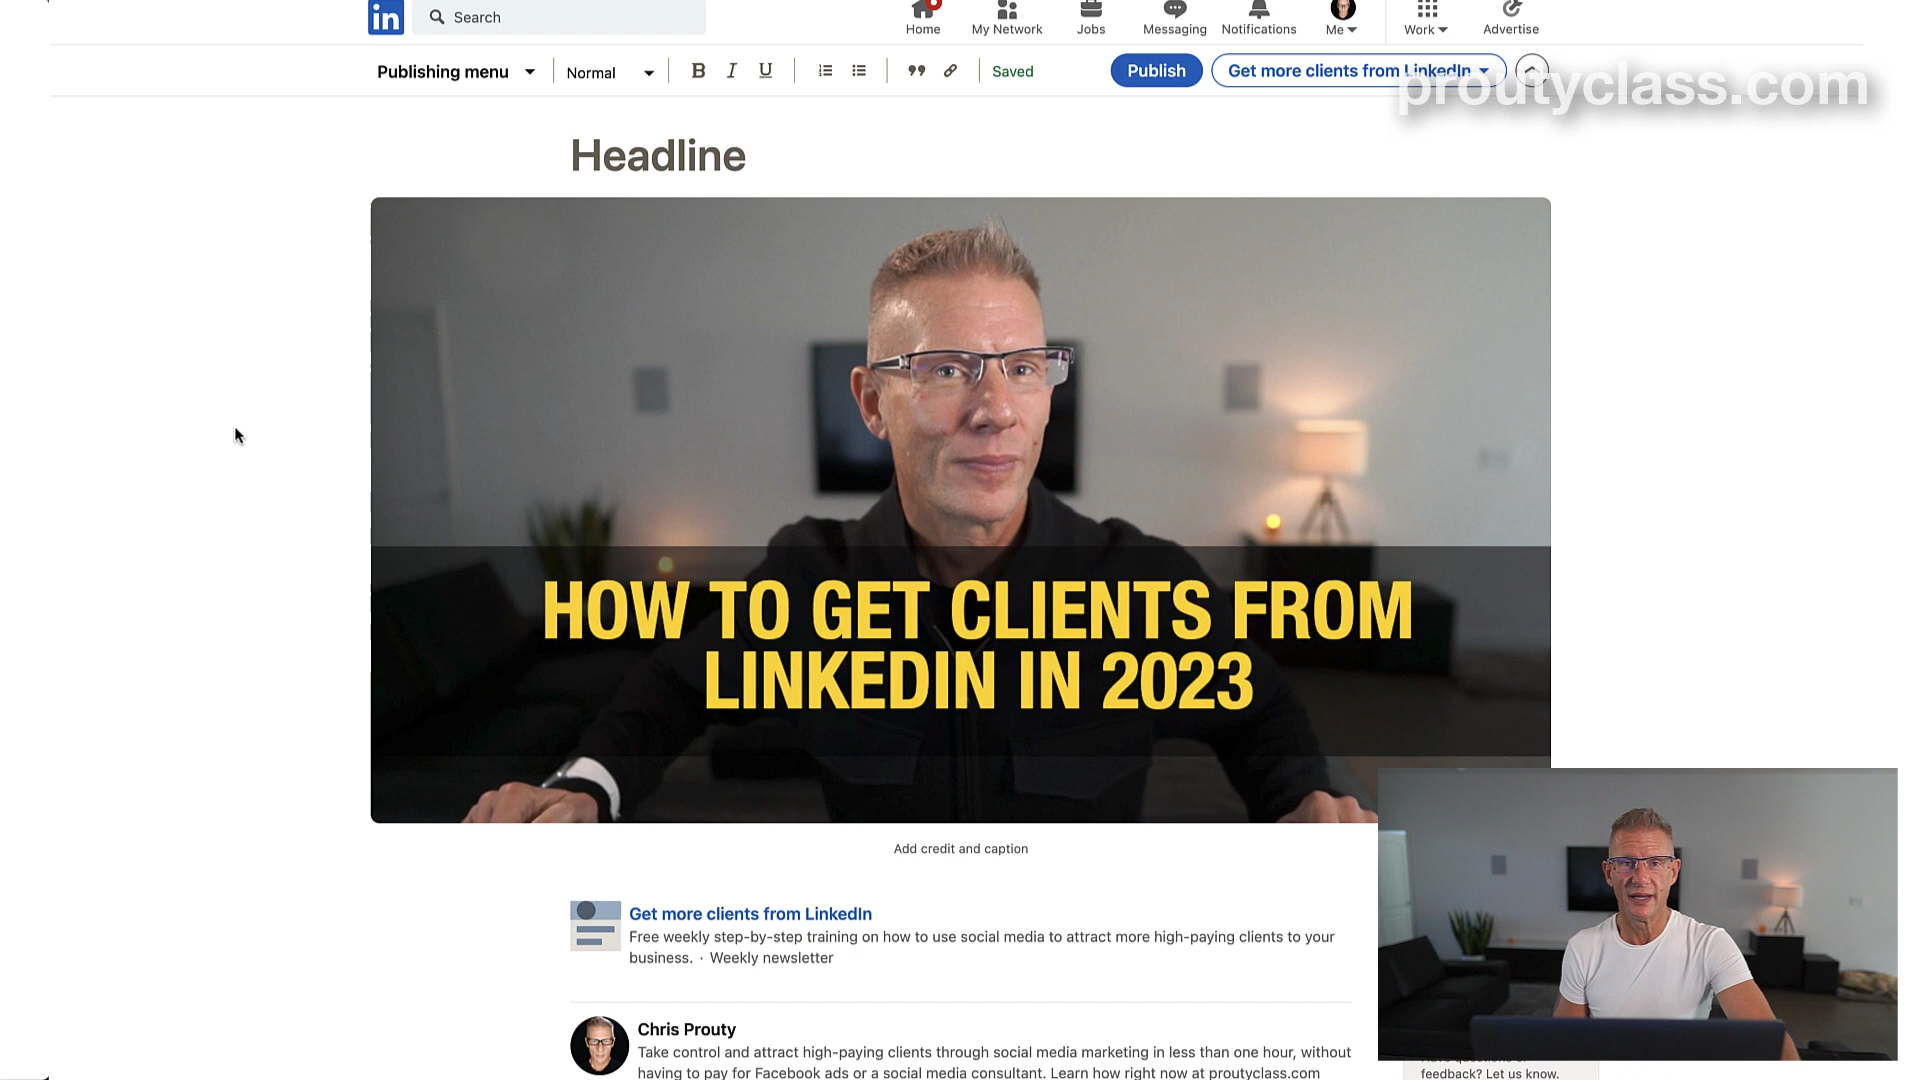 in
Search
Home
My Network
Jobs
Messaging
Notifications
Me
Work
Advertise
Publishing menu
Normal
B I U
Saved
Publish
Get more clients from LinkedIn
proutyclass.com
Headline
HOW TO GET CLIENTS FROM
LINKEDIN IN 2023
Add credit and caption
Get more clients from LinkedIn
Free weekly step-by-step training on how to use social media to attract more high-paying clients to your
business. · Weekly newsletter
Chris Prouty
Take control and attract high-paying clients through social media marketing in less than one hour, without
having to pay for Facebook ads or a social media consultant. Learn how right now at proutyclass.com
feedback? Let us know.